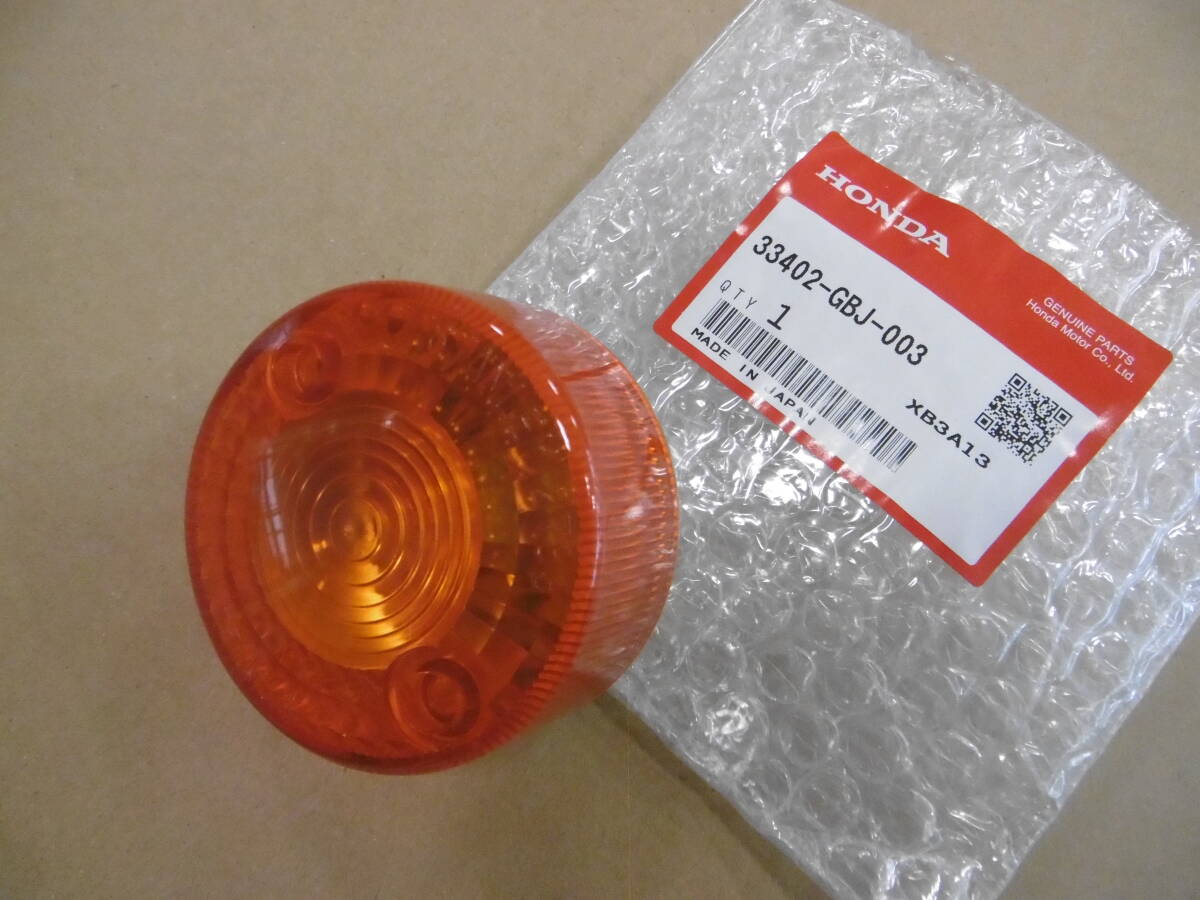 HONDA
33402-GBJ-003
QTY 1
MADE IN JAPAN
XB3A13
GENUINE PARTS
Honda Motor Co., Ltd.